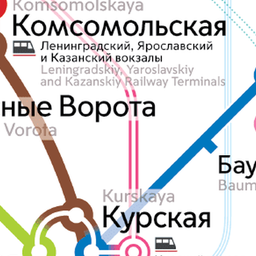 Komsomolskaya
Комсомольская
Ленинградский, Ярославский
и Казанский вокзалы
Leningradskiy, Yaroslavskiy
and Kazanskiy Railway Terminals
ные Ворота
Vorota
Бау
Baum
Kurskaya
Курская